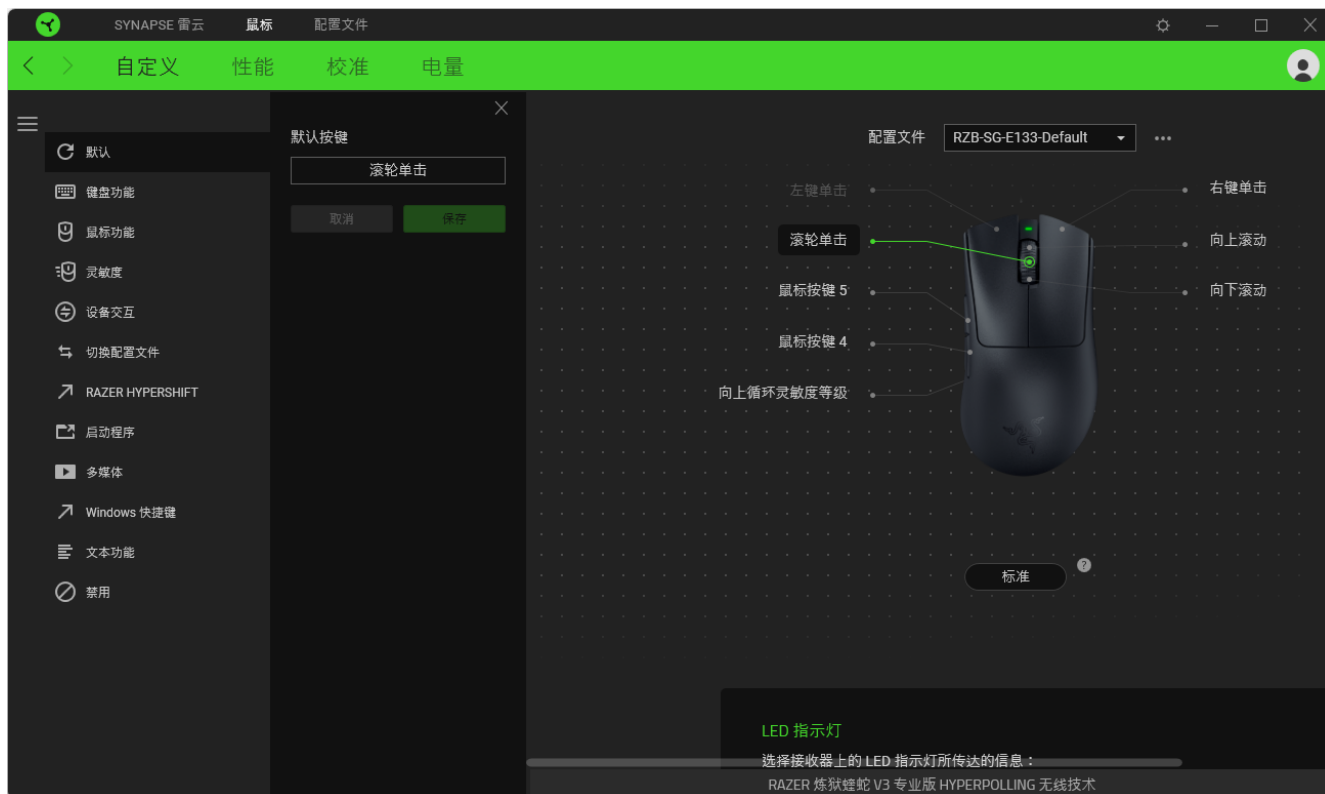 SYNAPSE 雷云 鼠标 配置文件
自定义 性能 校准 电量
默认按键
滚轮单击
取消 保存
默认
键盘功能
鼠标功能
灵敏度
设备交互
切换配置文件
RAZER HYPERSHIFT
启动程序
多媒体
Windows 快捷键
文本功能
禁用
配置文件 RZB-SG-E133-Default
左键单击 右键单击
滚轮单击 向上滚动
鼠标按键 5 向下滚动
鼠标按键 4
向上循环灵敏度等级
标准 ?
LED 指示灯
选择接收器上的 LED 指示灯所传达的信息：
RAZER 炼狱蝰蛇 V3 专业版 HYPERPOLLING 无线技术